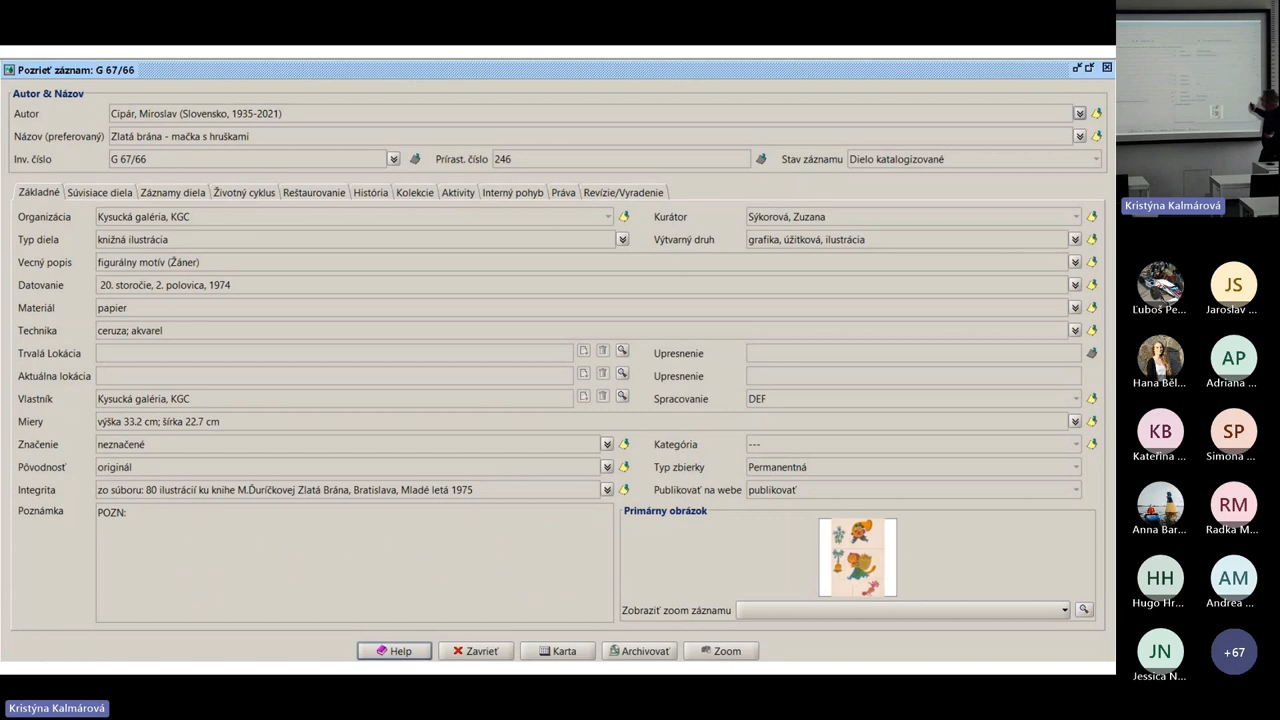 Pozrieť záznam: G 67/66
Autor & Názov
Autor Cipár, Miroslav (Slovensko, 1935-2021)
Názov (preferovaný) Zlatá brána - mačka s hruškami
Inv. číslo G 67/66 Prírast. číslo 246 Stav záznamu Dielo katalogizované
Základné Súvisiace diela Záznamy diela Životný cyklus Reštaurovanie História Kolekcie Aktivity Interný pohyb Práva Revízie/Vyradenie
Organizácia Kysucká galéria, KGC Kurátor Sýkorová, Zuzana
Typ diela knižná ilustrácia Výtvarný druh grafika, úžitková, ilustrácia
Vecný popis figurálny motív (Žáner)
Datovanie 20. storočie, 2. polovica, 1974
Materiál papier
Technika ceruza; akvarel
Trvalá Lokácia Upresnenie
Aktuálna lokácia Upresnenie
Vlastník Kysucká galéria, KGC Spracovanie DEF
Miery výška 33.2 cm; šírka 22.7 cm
Značenie neznačené Kategória ---
Pôvodnosť originál Typ zbierky Permanentná
Integrita zo súboru: 80 ilustrácií ku knihe M.Ďuríčkovej Zlatá Brána, Bratislava, Mladé letá 1975 Publikovať na webe publikovať
Poznámka POZN: Primárny obrázok
Zobraziť zoom záznamu
Help Zavrieť Karta Archivovať Zoom
Kristýna Kalmárová
JS
Ľuboš Pe... Jaroslav ...
AP
Hana Běl... Adriana ...
KB SP
Kateřina ... Simona ...
RM
Anna Bar... Radka M...
HH AM
Hugo Hr... Andrea ...
JN +67
Jessica N...
Kristýna Kalmárová